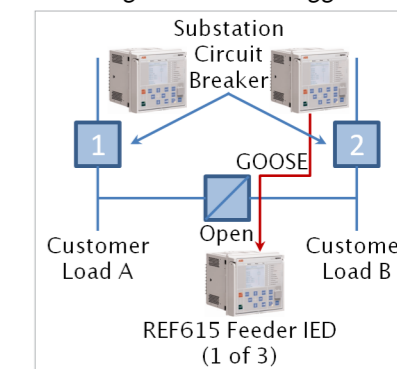 Substation
Circuit
Breaker
1
2
GOOSE
Open
Customer
Load A
Custome
Load B
REF615 Feeder IED
(1 of 3)